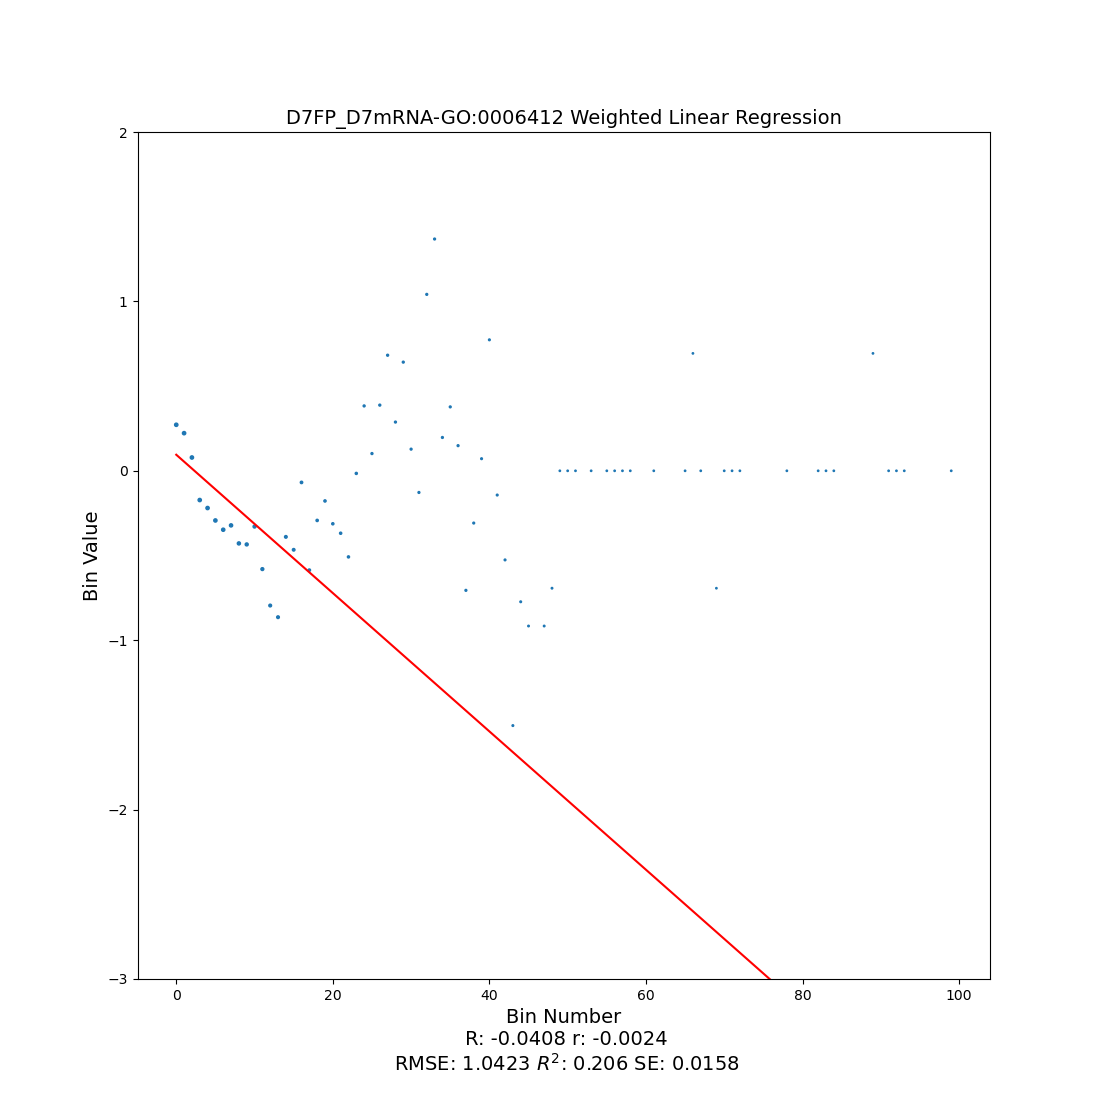 D7FP_D7mRNA-GO:0006412 Weighted Linear Regression
2
1
0
−1
−2
−3
Bin Value
0 20 40 60 80 100
Bin Number
R: -0.0408 r: -0.0024
RMSE: 1.0423 R²: 0.206 SE: 0.0158